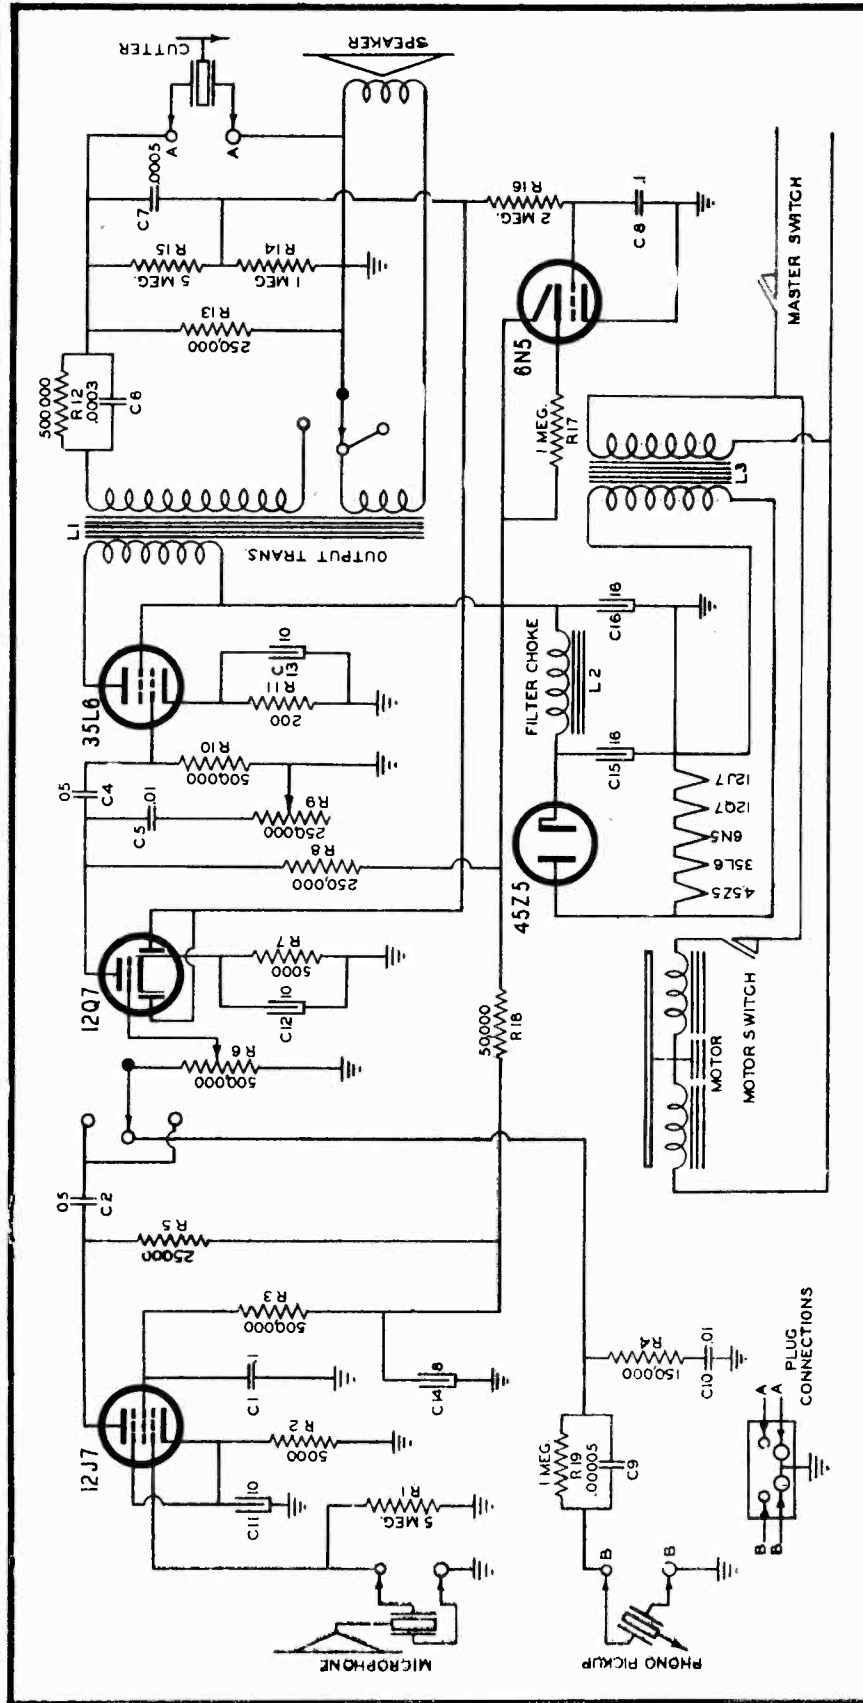 12J7
C11
10
R2
5000
C1
.1
R1
5 MEG.
MICROPHONE
R3
500,000
C14
8
R5
25000
05
C2
12Q7
R6
500,000
C12
10
R7
5000
R8
250,000
C5
.01
R9
250,000
05
C4
R10
500,000
35L6
R11
200
C13
10
L1
OUTPUT TRANS.
500000
R12
.0003
C6
R13
250,000
5 MEG.
R15
1 MEG.
R14
C7
.0005
CUTTER
A
A
SPEAKER
2 MEG.
R16
C8
.1
6N5
1 MEG.
R17
50,000
R18
FILTER CHOKE
L2
C15
16
C16
16
45Z5
45Z5
35L6
6N5
12Q7
12J7
L3
MASTER SWITCH
MOTOR
MOTOR SWITCH
PHONO PICKUP
B
B
1 MEG.
R19
.00005
C9
R4
150,000
C10
.01
PLUG
CONNECTIONS
B
B
A
A